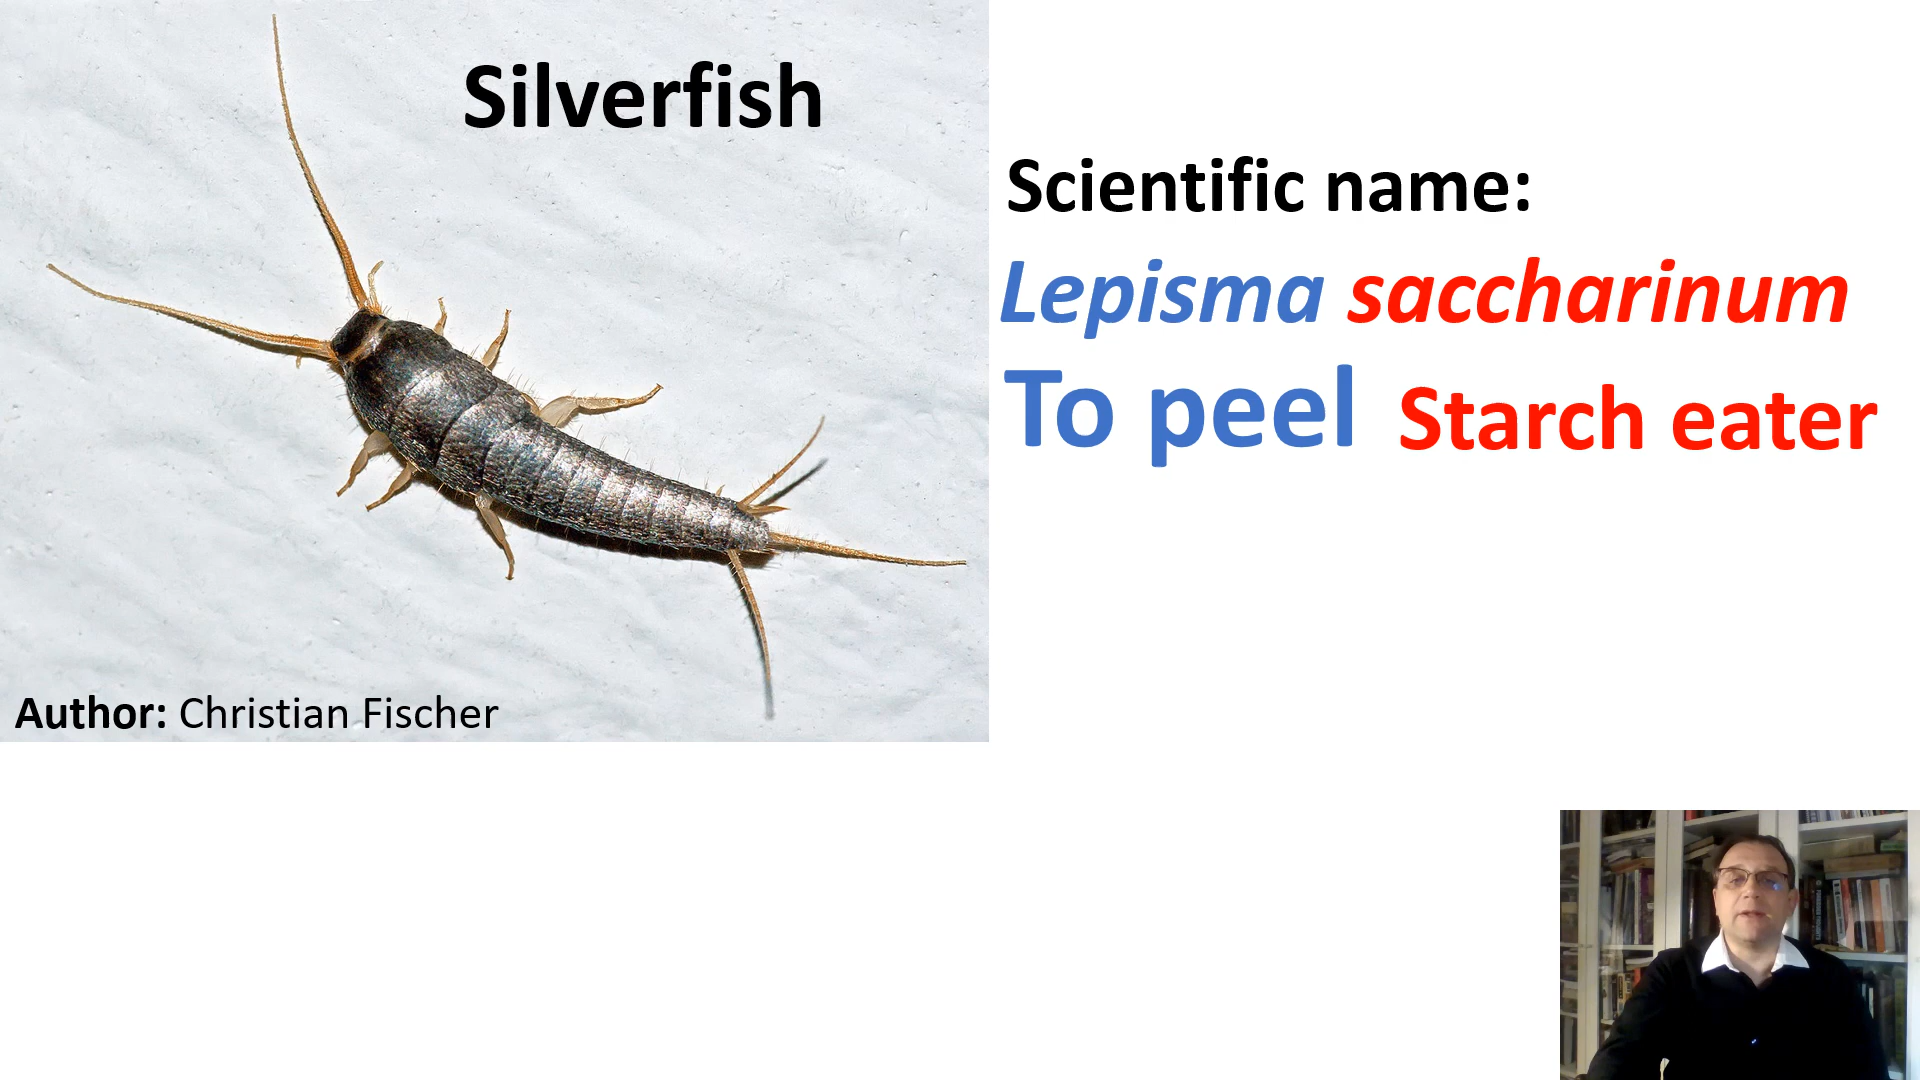 Silverfish
Scientific name:
Lepisma saccharinum
To peel Starch eater
Author: Christian Fischer